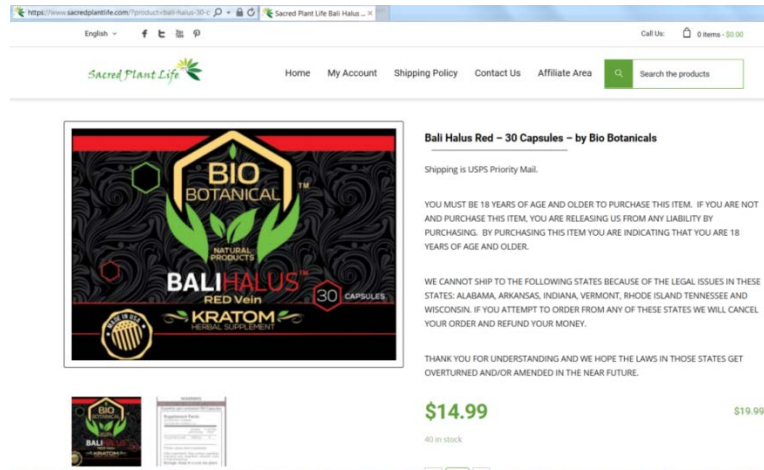 https://www.sacredplantlife.com/?product=bali-halus-30-c
Sacred Plant Life Bali Halus ...
English
Call Us:
0 items - $0.00
Sacred Plant Life
Home
My Account
Shipping Policy
Contact Us
Affiliate Area
Search the products
Bali Halus Red – 30 Capsules – by Bio Botanicals
Shipping is USPS Priority Mail.
YOU MUST BE 18 YEARS OF AGE AND OLDER TO PURCHASE THIS ITEM. IF YOU ARE NOT
AND PURCHASE THIS ITEM, YOU ARE RELEASING US FROM ANY LIABILITY BY
PURCHASING. BY PURCHASING THIS ITEM YOU ARE INDICATING THAT YOU ARE 18
YEARS OF AGE AND OLDER.
WE CANNOT SHIP TO THE FOLLOWING STATES BECAUSE OF THE LEGAL ISSUES IN THESE
STATES: ALABAMA, ARKANSAS, INDIANA, VERMONT, RHODE ISLAND TENNESSEE AND
WISCONSIN. IF YOU ATTEMPT TO ORDER FROM ANY OF THESE STATES WE WILL CANCEL
YOUR ORDER AND REFUND YOUR MONEY.
THANK YOU FOR UNDERSTANDING AND WE HOPE THE LAWS IN THOSE STATES GET
OVERTURNED AND/OR AMENDED IN THE NEAR FUTURE.
$14.99
$19.99
40 in stock
BIO
BOTANICAL™
NATURAL
PRODUCTS
BALIHALUS™
RED Vein
30 CAPSULES
KRATOM
HERBAL SUPPLEMENT
MADE IN USA
BIO
BOTANICAL
BALIHALUS
KRATOM